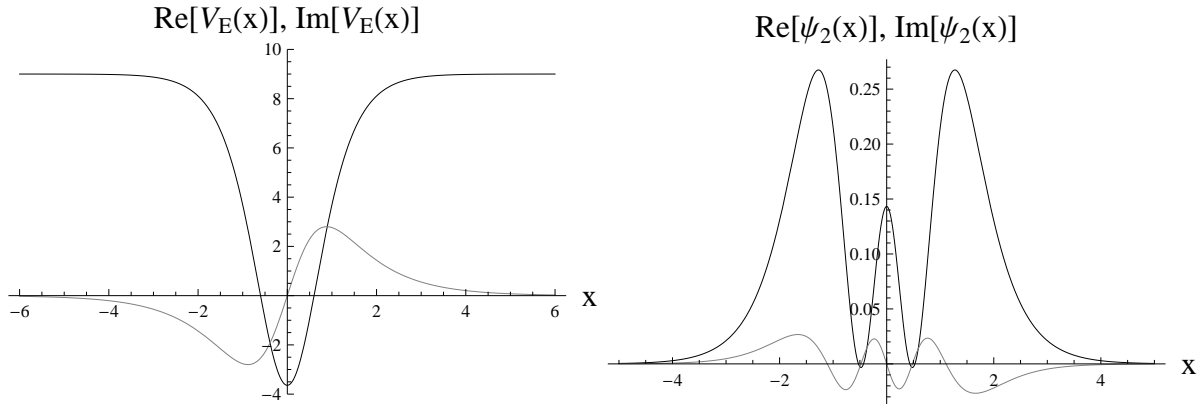 Re[V_E(x)], Im[V_E(x)]
10
8
6
4
2
−2
−4
−6 −4 −2 2 4 6
x
Re[ψ_2(x)], Im[ψ_2(x)]
0.25
0.20
0.15
0.10
0.05
−4 −2 2 4
x